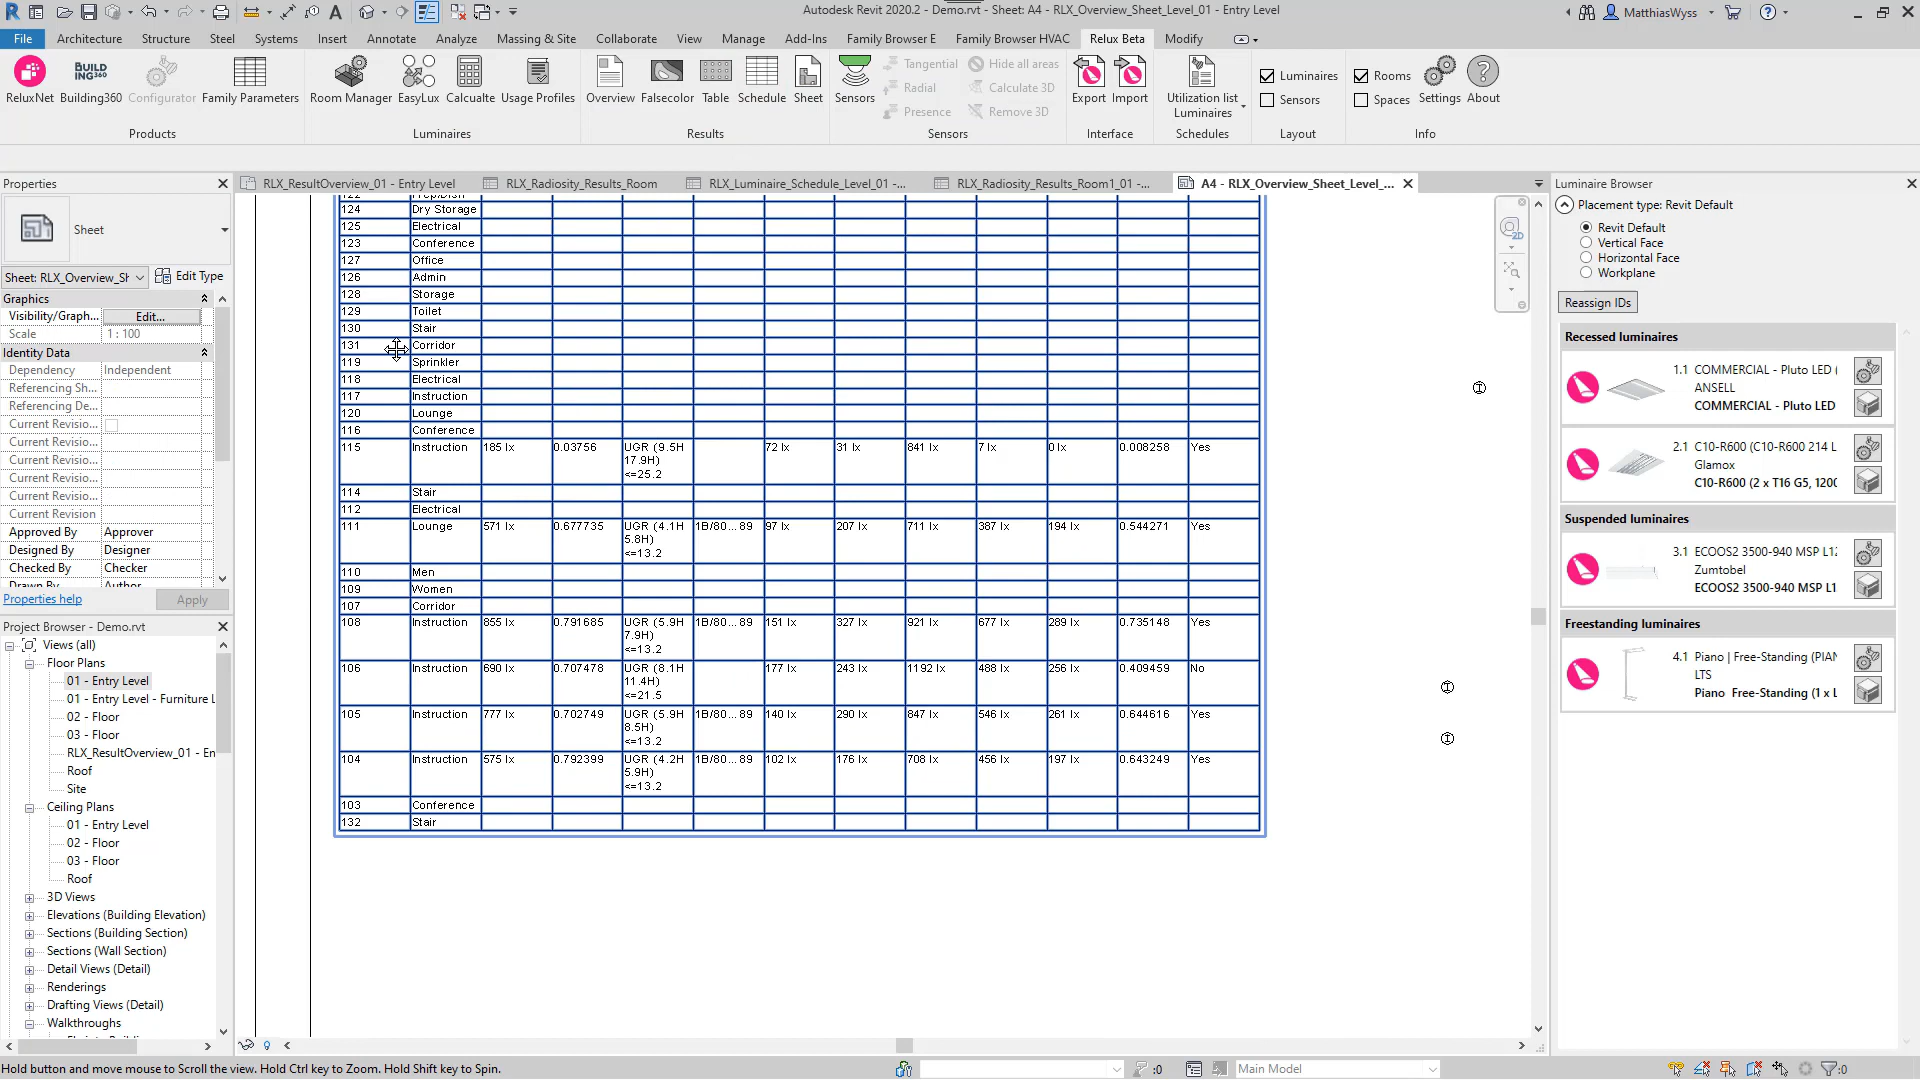 Autodesk Revit 2020.2 - Demo.rvt - Sheet: A4 - RLX_Overview_Sheet_Level_01 - Entry Level
MatthiasWyss
File Architecture Structure Steel Systems Insert Annotate Analyze Massing & Site Collaborate View Manage Add-Ins Family Browser E Family Browser HVAC Relux Beta Modify
ReluxNet Building360 Configurator Family Parameters Room Manager EasyLux Calcualte Usage Profiles Overview Falsecolor Table Schedule Sheet Sensors
Tangential Hide all areas
Radial Calculate 3D
Presence Remove 3D
Export Import Utilization list Luminaires
Luminaires Rooms
Sensors Spaces
Settings About
Products Luminaires Results Sensors Interface Schedules Layout Info
Properties
Sheet
Sheet: RLX_Overview_Sh Edit Type
Graphics
Visibility/Graph... Edit...
Scale 1 : 100
Identity Data
Dependency Independent
Referencing Sh...
Referencing De...
Current Revisio...
Current Revisio...
Current Revisio...
Current Revisio...
Current Revisio...
Current Revision
Approved By Approver
Designed By Designer
Checked By Checker
Drawn By Author
Properties help Apply
Project Browser - Demo.rvt
Views (all)
Floor Plans
01 - Entry Level
01 - Entry Level - Furniture L
02 - Floor
03 - Floor
RLX_ResultOverview_01 - En
Roof
Site
Ceiling Plans
01 - Entry Level
02 - Floor
03 - Floor
Roof
3D Views
Elevations (Building Elevation)
Sections (Building Section)
Sections (Wall Section)
Detail Views (Detail)
Renderings
Drafting Views (Detail)
Walkthroughs
RLX_ResultOverview_01 - Entry Level RLX_Radiosity_Results_Room RLX_Luminaire_Schedule_Level_01 -... RLX_Radiosity_Results_Room1_01 -... A4 - RLX_Overview_Sheet_Level_...
122 Prep/Dish
124 Dry Storage
125 Electrical
123 Conference
127 Office
126 Admin
128 Storage
129 Toilet
130 Stair
131 Corridor
119 Sprinkler
118 Electrical
117 Instruction
120 Lounge
116 Conference
115 Instruction 185 lx 0.03756 UGR (9.5H 72 lx 31 lx 841 lx 7 lx 0 lx 0.008258 Yes
17.9H)
<=25.2
114 Stair
112 Electrical
111 Lounge 571 lx 0.677735 UGR (4.1H 1B/80... 89 97 lx 207 lx 711 lx 387 lx 194 lx 0.544271 Yes
5.8H)
<=13.2
110 Men
109 Women
107 Corridor
108 Instruction 855 lx 0.791685 UGR (5.9H 1B/80... 89 151 lx 327 lx 921 lx 677 lx 289 lx 0.735148 Yes
7.9H)
<=13.2
106 Instruction 690 lx 0.707478 UGR (8.1H 177 lx 243 lx 1192 lx 488 lx 256 lx 0.409459 No
11.4H)
<=21.5
105 Instruction 777 lx 0.702749 UGR (5.9H 1B/80... 89 140 lx 290 lx 847 lx 546 lx 261 lx 0.644616 Yes
8.5H)
<=13.2
104 Instruction 575 lx 0.792399 UGR (4.2H 1B/80... 89 102 lx 176 lx 708 lx 456 lx 197 lx 0.643249 Yes
5.9H)
<=13.2
103 Conference
132 Stair
2D
Luminaire Browser
Placement type: Revit Default
Revit Default
Vertical Face
Horizontal Face
Workplane
Reassign IDs
Recessed luminaires
1.1 COMMERCIAL - Pluto LED (
ANSELL
COMMERCIAL - Pluto LED
2.1 C10-R600 (C10-R600 214 L
Glamox
C10-R600 (2 x T16 G5, 1200
Suspended luminaires
3.1 ECOOS2 3500-940 MSP L12
Zumtobel
ECOOS2 3500-940 MSP L1
Freestanding luminaires
4.1 Piano | Free-Standing (PIAN
LTS
Piano Free-Standing (1 x L
Hold button and move mouse to Scroll the view. Hold Ctrl key to Zoom. Hold Shift key to Spin.
:0 Main Model :0